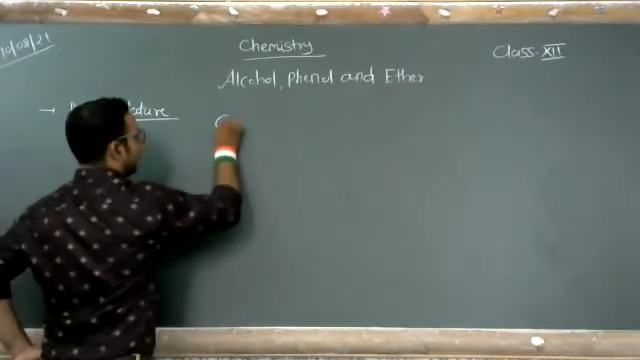 10/08/21
Chemistry
Class-XII
Alcohol, phenol and Ether
→
C